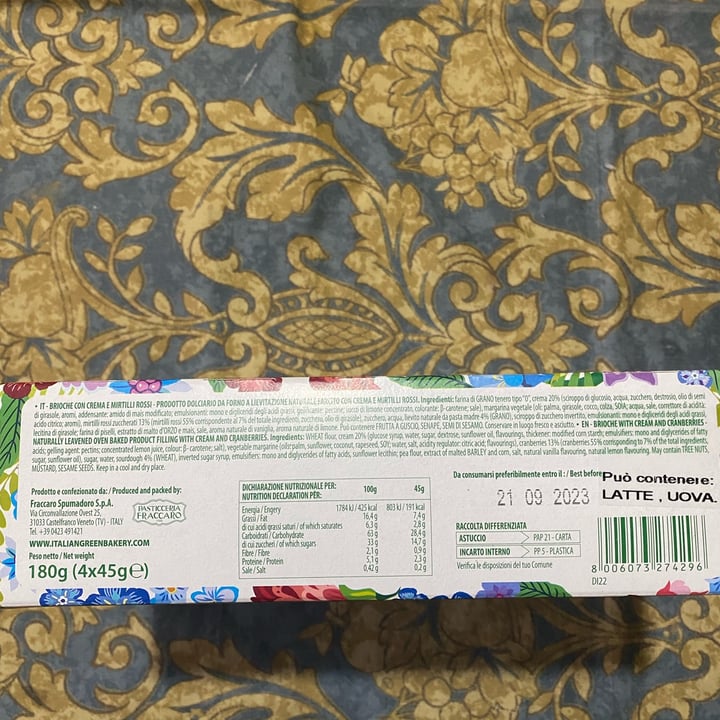 • IT - BRIOCHE CON CREMA E MIRTILLI ROSSI - PRODOTTO DOLCIARIO DA FORNO A LIEVITAZIONE NATURALE FARCITO CON CREMA E MIRTILLI ROSSI. Ingredienti: farina di GRANO tenero tipo "0", crema 20% (sciroppo di glucosio, acqua, zucchero, destrosio, olio di semi
di girasole, aromi, addensante: amido di mais modificato; emulsionanti: mono e digliceridi degli acidi grassi, gelificante: pectine; succo di limone concentrato, colorante: β-carotene; sale), margarina vegetale (oli: palma, girasole, cocco, colza, SOIA; acqua, sale, correttore di acidità:
acido citrico; aromi), mirtilli rossi zuccherati 13% (mirtilli rossi 55% corrispondente al 7% del totale ingredienti, zucchero, olio di girasole), zucchero, acqua, lievito naturale da pasta madre 4% (GRANO), sciroppo di zucchero invertito, emulsionanti: mono e digliceridi degli acidi grassi
lecitina di girasole; farina di piselli, estratto di malto d'ORZO e mais, sale, aroma naturale di vaniglia, aroma naturale di limone. Può contenere FRUTTA A GUSCIO, SENAPE, SEMI DI SESAMO. Conservare in luogo fresco e asciutto. • EN - BRIOCHE WITH CREAM AND CRANBERRIES -
NATURALLY LEAVENED OVEN BAKED PRODUCT FILLING WITH CREAM AND CRANBERRIES. Ingredients: WHEAT flour, cream 20% (glucose syrup, water, sugar, dextrose, sunflower oil, flavourings, thickener: modified corn starch; emulsifiers: mono and diglycerides of fatty
acids; gelling agent: pectins; concentrated lemon juice, colour: β-carotene; salt), vegetable margarine (oils: palm, sunflower, coconut, rapeseed, SOY; water, salt, acidity regulator: citric acid; flavourings), cranberries 13% (cranberries 55% corresponding to 7% of the total ingredients,
sugar, sunflower oil), sugar, water, sourdough 4% (WHEAT), inverted sugar syrup, emulsifiers: mono and diglycerides of fatty acids, sunflower lecithin; pea flour, extract of malted BARLEY and corn, salt, natural vanilla flavouring, natural lemon flavouring. - May contain TREE NUTS,
MUSTARD, SESAME SEEDS. Keep in a cool and dry place.
Prodotto e confezionato da: / Produced and packed by:
Fraccaro Spumadoro S.p.A.
Via Circonvallazione Ovest 25,
31033 Castelfranco Veneto (TV) - ITALY
Tel. +39 0423 491421
WWW.ITALIANGREENBAKERY.COM
Peso netto / Net weight
180g (4x45g℮)
PASTICCERIA
FRACCARO
DICHIARAZIONE NUTRIZIONALE PER: 100g 45g
NUTRITION DECLARATION PER:
Energia / Energy 1784 kJ / 425 kcal 803 kJ / 191 kcal
Grassi / Fat 16,4 g 7,4 g
di cui acidi grassi saturi / of which saturates 6,3 g 2,8 g
Carboidrati / Carbohydrate 63 g 28,4 g
di cui zuccheri / of which sugars 33 g 14,7 g
Fibre / Fibre 2,1 g 0,9 g
Proteine / Protein 5,1 g 2,3 g
Sale / Salt 0,42 g 0,2 g
Da consumarsi preferibilmente entro il: / Best before
21 09 2023
RACCOLTA DIFFERENZIATA
ASTUCCIO PAP 21 - CARTA
INCARTO INTERNO PP 5 - PLASTICA
Verifica le disposizioni del tuo Comune
Può contenere:
LATTE , UOVA.
8 006073 274296
DI22